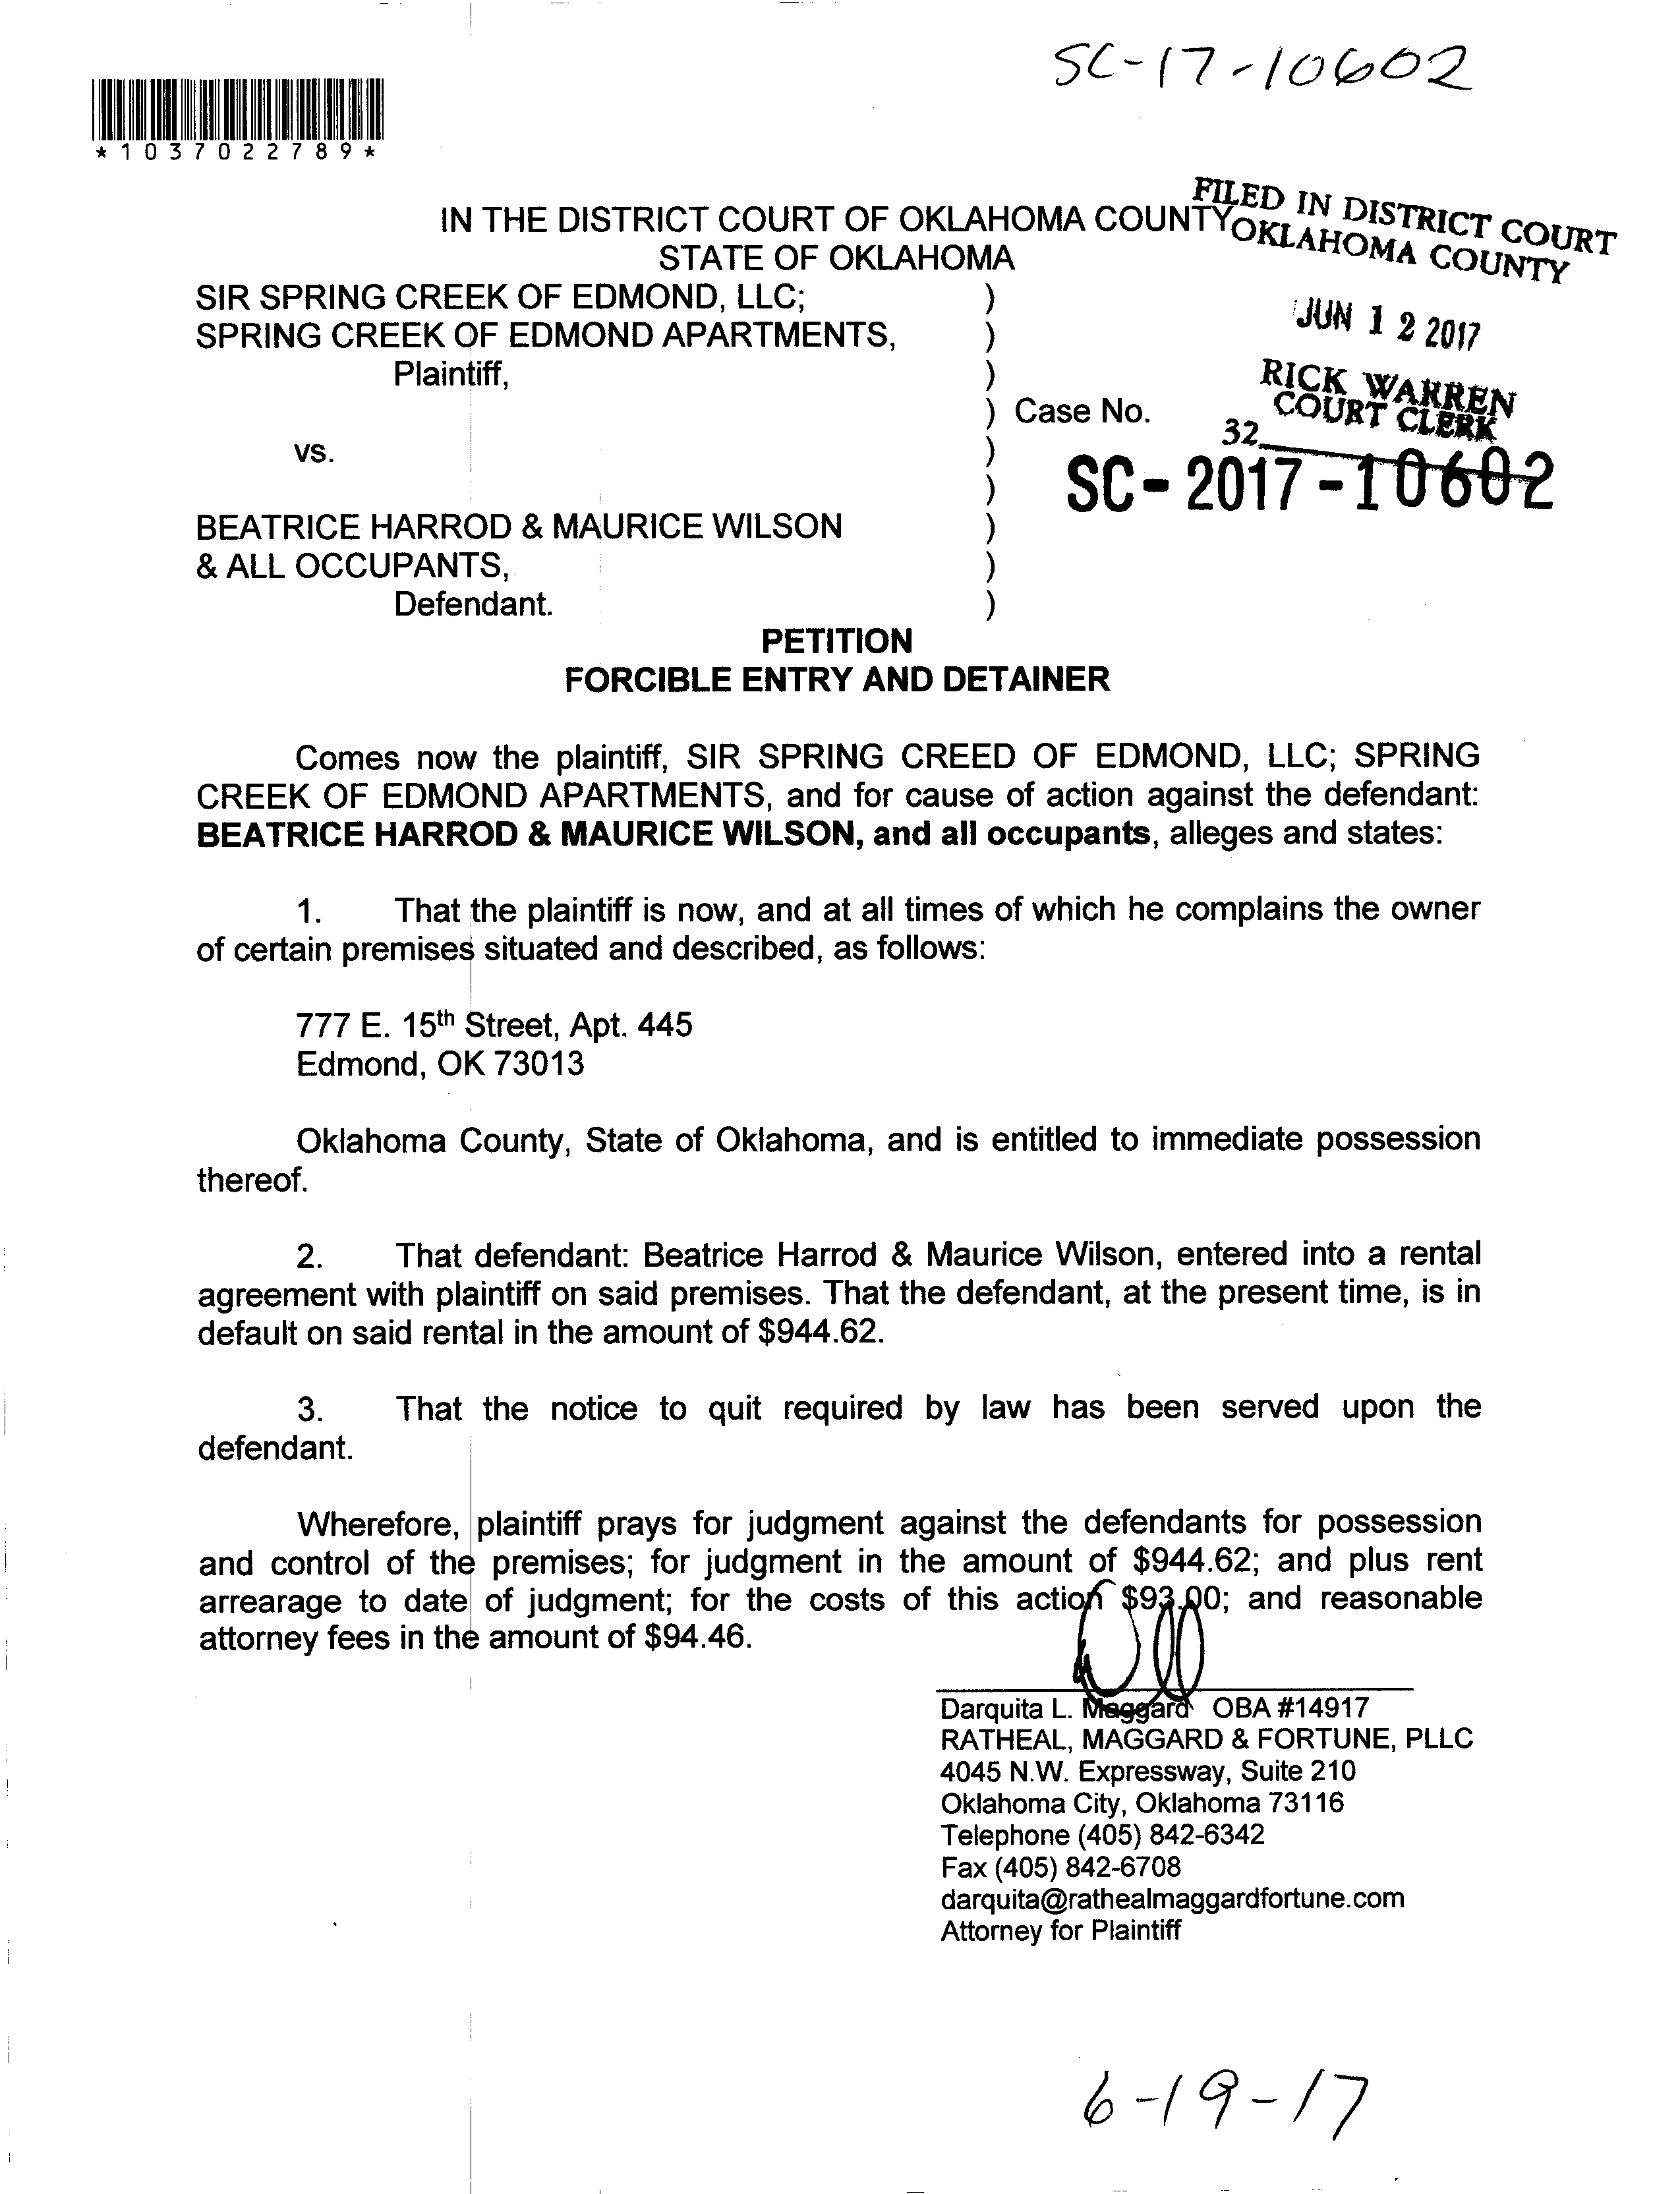 SC-17-10602
*1037022789*
FILED IN DISTRICT COURT
OKLAHOMA COUNTY
IN THE DISTRICT COURT OF OKLAHOMA COUNTY
STATE OF OKLAHOMA
SIR SPRING CREEK OF EDMOND, LLC; )
JUN 12 2017
SPRING CREEK OF EDMOND APARTMENTS, )
Plaintiff, )
RICK WARREN
COURT CLERK
) Case No.
32
vs. )
) SC-2017-10602
BEATRICE HARROD & MAURICE WILSON )
& ALL OCCUPANTS, )
Defendant. )
PETITION
FORCIBLE ENTRY AND DETAINER
Comes now the plaintiff, SIR SPRING CREED OF EDMOND, LLC; SPRING
CREEK OF EDMOND APARTMENTS, and for cause of action against the defendant:
BEATRICE HARROD & MAURICE WILSON, and all occupants, alleges and states:
1. That the plaintiff is now, and at all times of which he complains the owner
of certain premises situated and described, as follows:
777 E. 15th Street, Apt. 445
Edmond, OK 73013
Oklahoma County, State of Oklahoma, and is entitled to immediate possession
thereof.
2. That defendant: Beatrice Harrod & Maurice Wilson, entered into a rental
agreement with plaintiff on said premises. That the defendant, at the present time, is in
default on said rental in the amount of $944.62.
3. That the notice to quit required by law has been served upon the
defendant.
Wherefore, plaintiff prays for judgment against the defendants for possession
and control of the premises; for judgment in the amount of $944.62; and plus rent
arrearage to date of judgment; for the costs of this action $93.00; and reasonable
attorney fees in the amount of $94.46.
Darquita L. Maggard OBA #14917
RATHEAL, MAGGARD & FORTUNE, PLLC
4045 N.W. Expressway, Suite 210
Oklahoma City, Oklahoma 73116
Telephone (405) 842-6342
Fax (405) 842-6708
darquita@rathealmaggardfortune.com
Attorney for Plaintiff
6-19-17